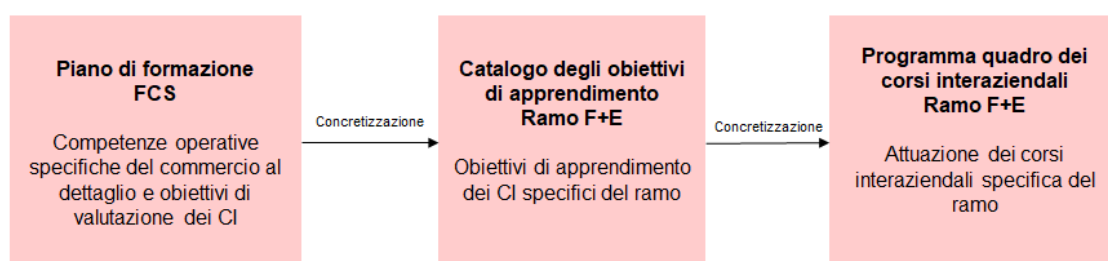 Piano di formazione
FCS
Competenze operative
specifiche del commercio al
dettaglio e obiettivi di
valutazione dei CI
Concretizzazione
Catalogo degli obiettivi
di apprendimento
Ramo F+E
Obiettivi di apprendimento
dei CI specifici del ramo
Concretizzazione
Programma quadro dei
corsi interaziendali
Ramo F+E
Attuazione dei corsi
interaziendali specifica del
ramo